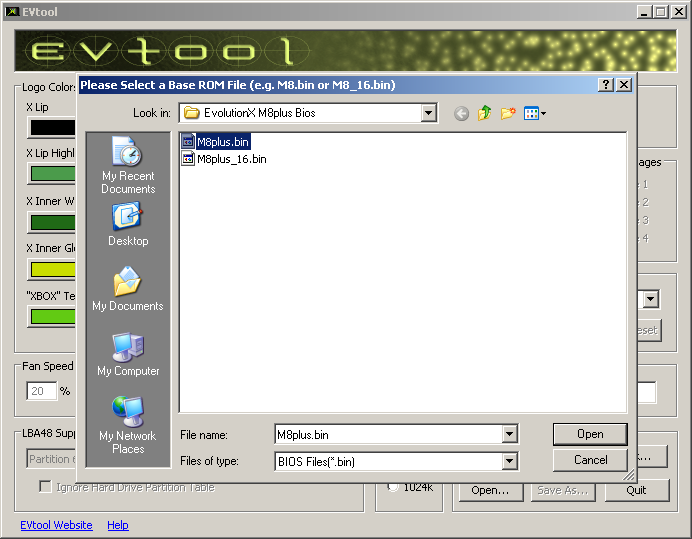 EVtool
EVtool
Logo Colors
X Lip
X Lip Highl
X Inner W
X Inner Glo
"XBOX" Te
Fan Speed
20 %
LBA48 Supp
Partition 6
Ignore Hard Drive Partition Table
EVtool Website Help
Please Select a Base ROM File (e.g. M8.bin or M8_16.bin)
Look in: EvolutionX M8plus Bios
M8plus.bin
M8plus_16.bin
My Recent
Documents
Desktop
My Documents
My Computer
My Network
Places
File name: M8plus.bin Open
Files of type: BIOS Files(*.bin) Cancel
ages
1
2
3
4
eset
1024k
Open... Save As... Quit